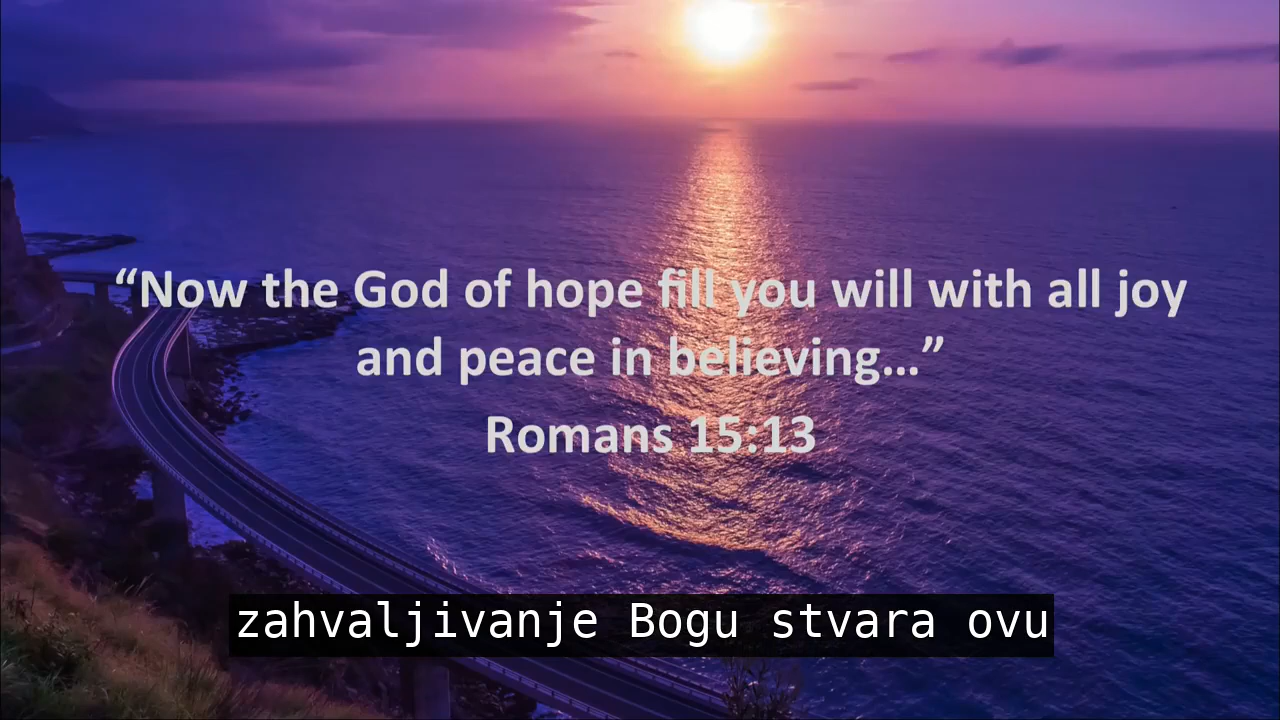 “Now the God of hope fill you will with all joy
and peace in believing...”
Romans 15:13
zahvaljivanje Bogu stvara ovu